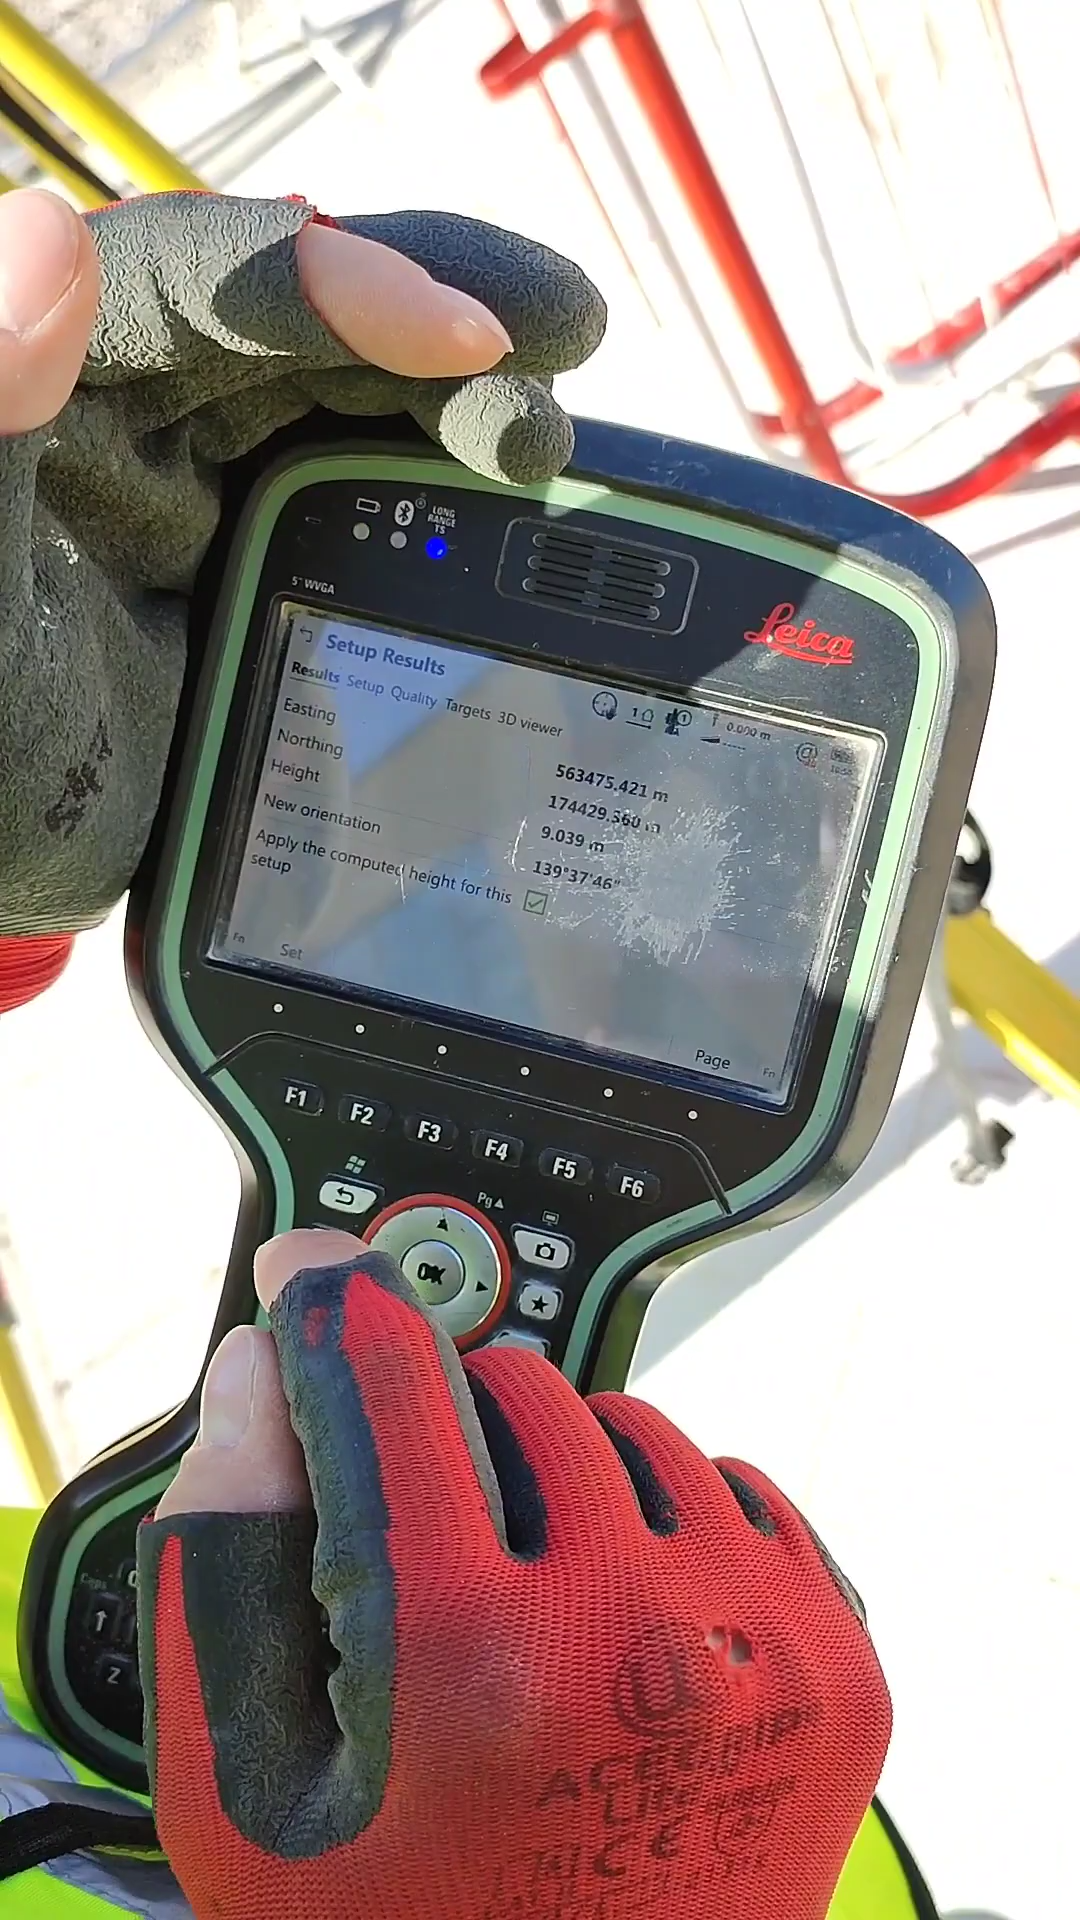 LONG
RANGE
TS
5" WVGA
Leica
Setup Results
Results Setup Quality Targets 3D viewer
1
1
0.000 m
Easting 563475.421 m
Northing 174429.360 m
Height 9.039 m
New orientation 139°37'46"
Apply the computed height for this
setup
Fn Set Page Fn
F1 F2 F3 F4 F5 F6
Pg
OK
Z
U